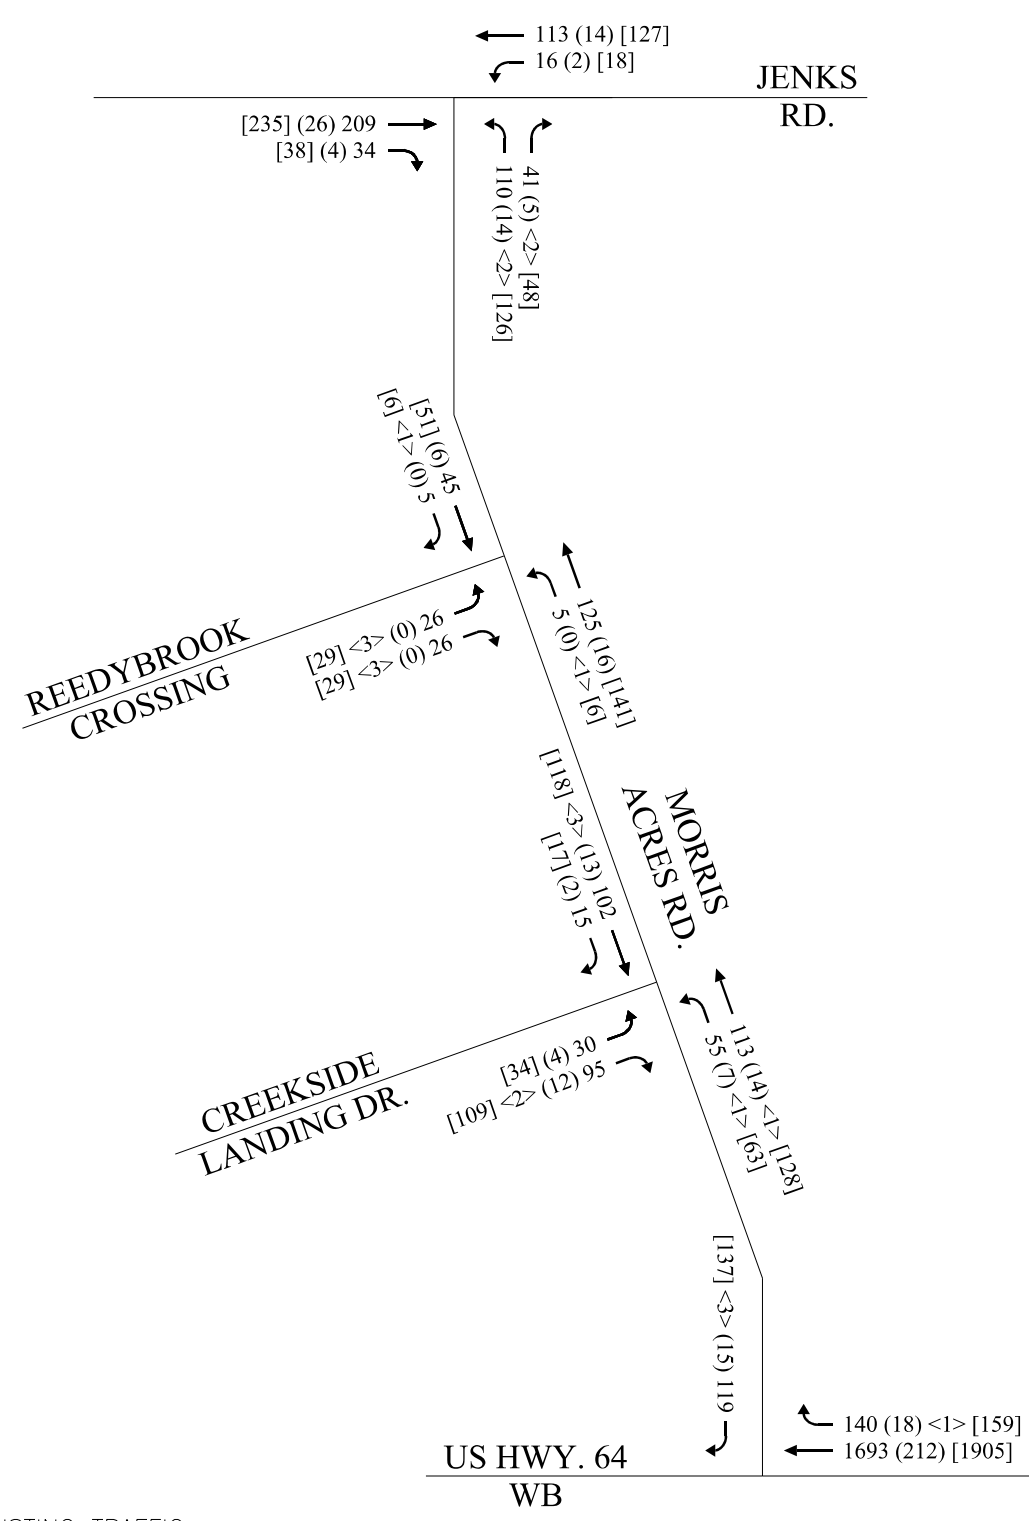 113 (14) [127]
16 (2) [18]
JENKS
RD.
[235] (26) 209
[38] (4) 34
41 (5) <2> [48]
110 (14) <2> [126]
[51] (6) 45
[6] <1> (0) 5
125 (16) [141]
5 (0) <1> [6]
[29] <3> (0) 26
[29] <3> (0) 26
REEDYBROOK
CROSSING
[118] <3> (13) 102
[17] (2) 15
MORRIS
ACRES RD.
113 (14) <1> [128]
55 (7) <1> [63]
[34] (4) 30
[109] <2> (12) 95
CREEKSIDE
LANDING DR.
[137] <3> (15) 119
140 (18) <1> [159]
1693 (212) [1905]
US HWY. 64
WB